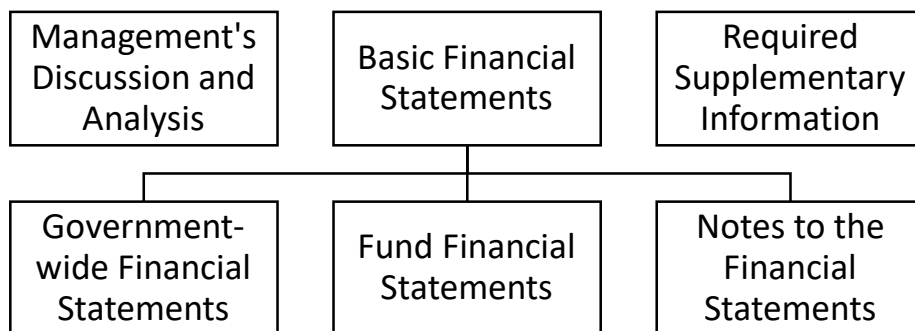 Management's
Discussion and
Analysis
Basic Financial
Statements
Required
Supplementary
Information
Government-
wide Financial
Statements
Fund Financial
Statements
Notes to the
Financial
Statements